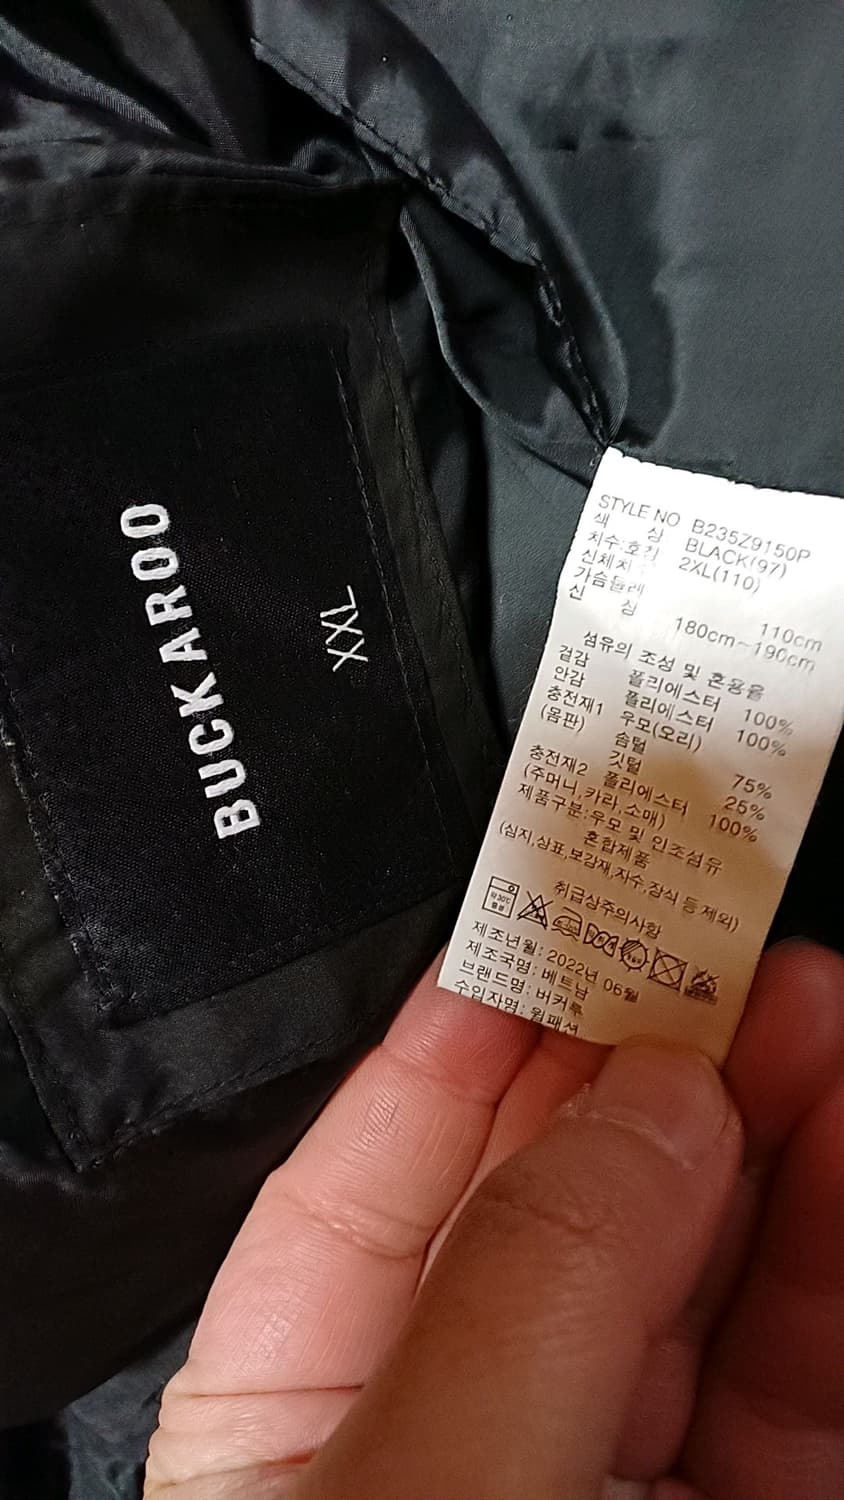 BUCKAROO
XXL
STYLE NO B235Z9150P
색 상 BLACK(97)
치수:호칭 2XL(110)
신체치수
가슴둘레 110cm
신 장 180cm~190cm
섬유의 조성 및 혼용율
겉감 폴리에스터 100%
안감 폴리에스터 100%
충전재1 우모(오리)
(몸판) 솜털 75%
깃털 25%
충전재2 폴리에스터 100%
(주머니,카라,소매)
제품구분:우모 및 인조섬유
혼합제품
(심지,상표,보강재,자수,장식 등 제외)
취급상주의사항
제조년월: 2022년 06월
제조국명: 베트남
브랜드명: 버커루
수입자명: